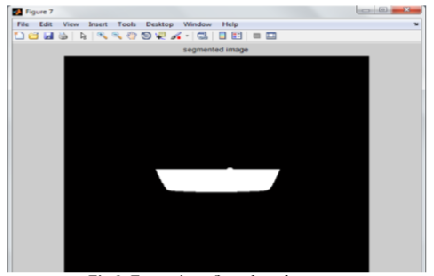 Figure 7
File Edit View Insert Tools Desktop Window Help
segmented image